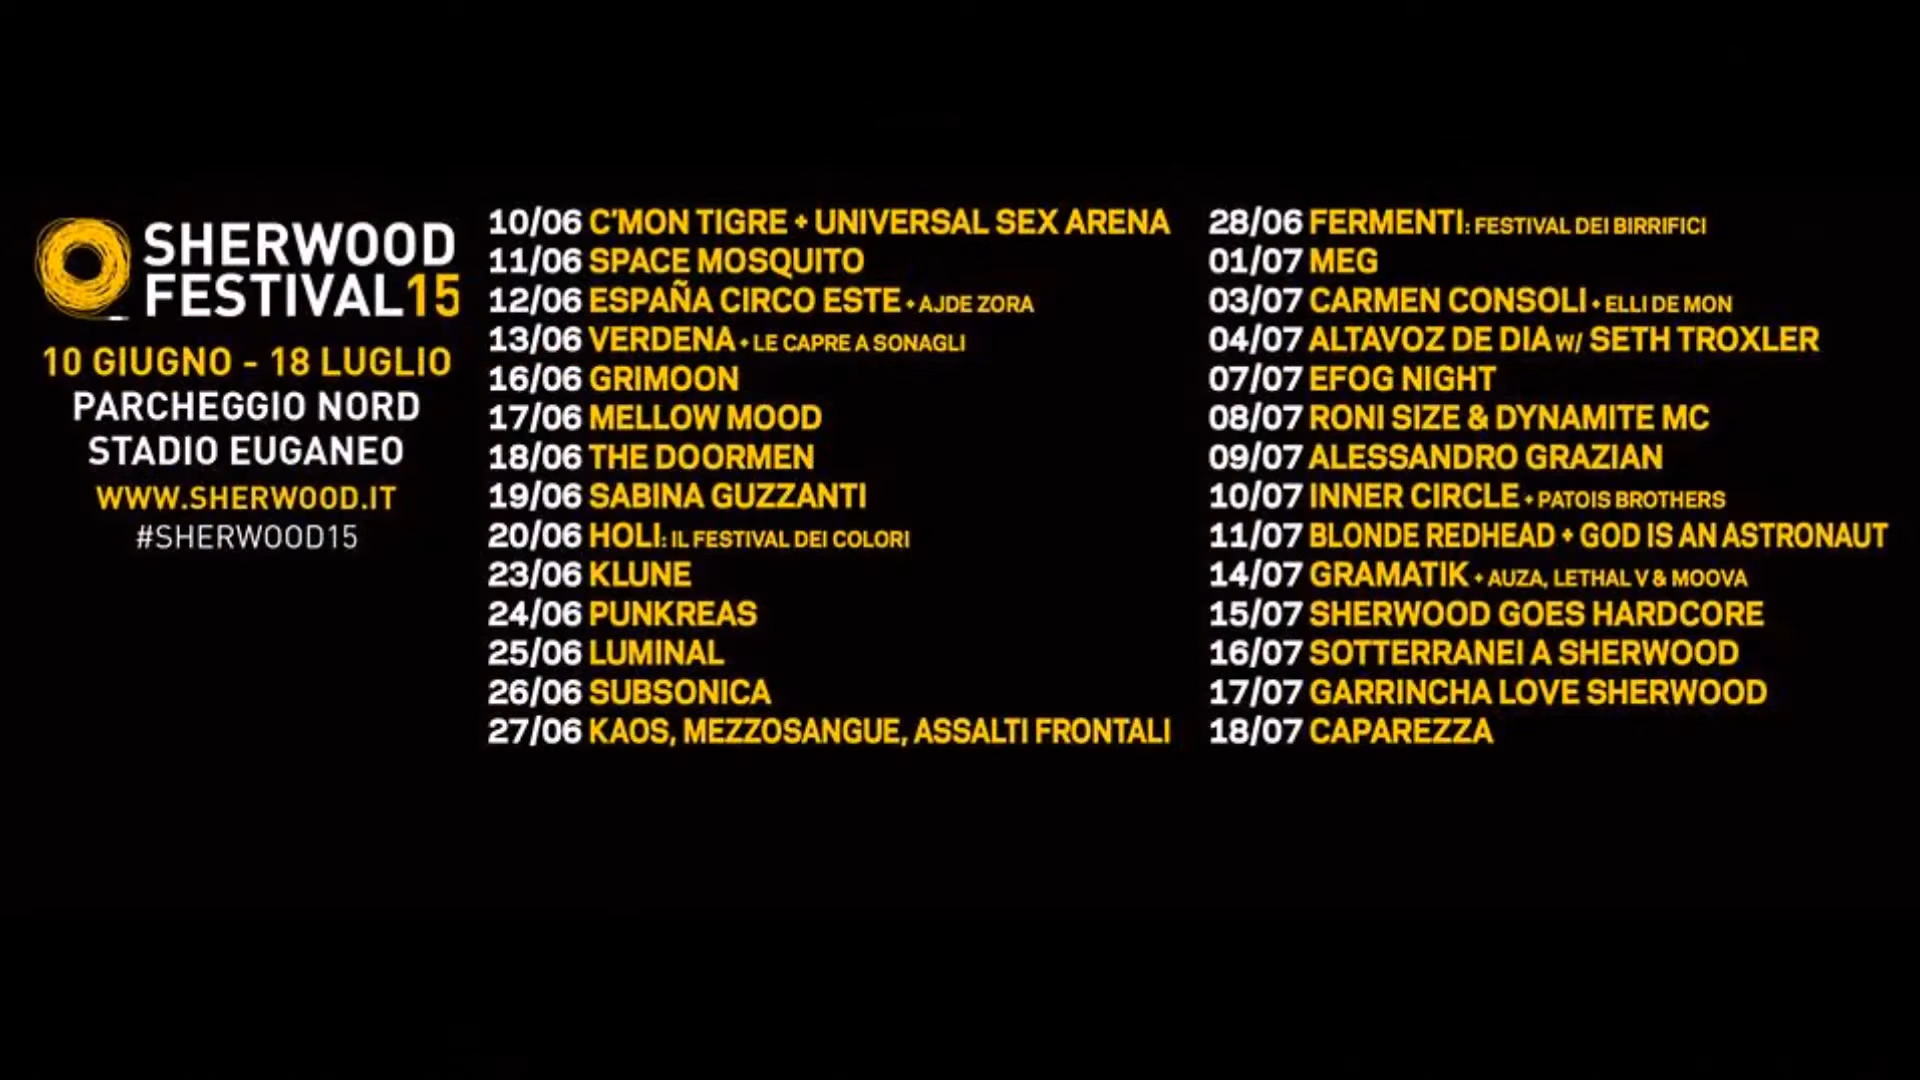 SHERWOOD
FESTIVAL15
10 GIUGNO - 18 LUGLIO
PARCHEGGIO NORD
STADIO EUGANEO
WWW.SHERWOOD.IT
#SHERWOOD15
10/06 C'MON TIGRE + UNIVERSAL SEX ARENA
11/06 SPACE MOSQUITO
12/06 ESPAÑA CIRCO ESTE + AJDE ZORA
13/06 VERDENA + LE CAPRE A SONAGLI
16/06 GRIMOON
17/06 MELLOW MOOD
18/06 THE DOORMEN
19/06 SABINA GUZZANTI
20/06 HOLI: IL FESTIVAL DEI COLORI
23/06 KLUNE
24/06 PUNKREAS
25/06 LUMINAL
26/06 SUBSONICA
27/06 KAOS, MEZZOSANGUE, ASSALTI FRONTALI
28/06 FERMENTI: FESTIVAL DEI BIRRIFICI
01/07 MEG
03/07 CARMEN CONSOLI + ELLI DE MON
04/07 ALTAVOZ DE DIA W/ SETH TROXLER
07/07 EFOG NIGHT
08/07 RONI SIZE & DYNAMITE MC
09/07 ALESSANDRO GRAZIAN
10/07 INNER CIRCLE + PATOIS BROTHERS
11/07 BLONDE REDHEAD + GOD IS AN ASTRONAUT
14/07 GRAMATIK + AUZA, LETHAL V & MOOVA
15/07 SHERWOOD GOES HARDCORE
16/07 SOTTERRANEI A SHERWOOD
17/07 GARRINCHA LOVE SHERWOOD
18/07 CAPAREZZA